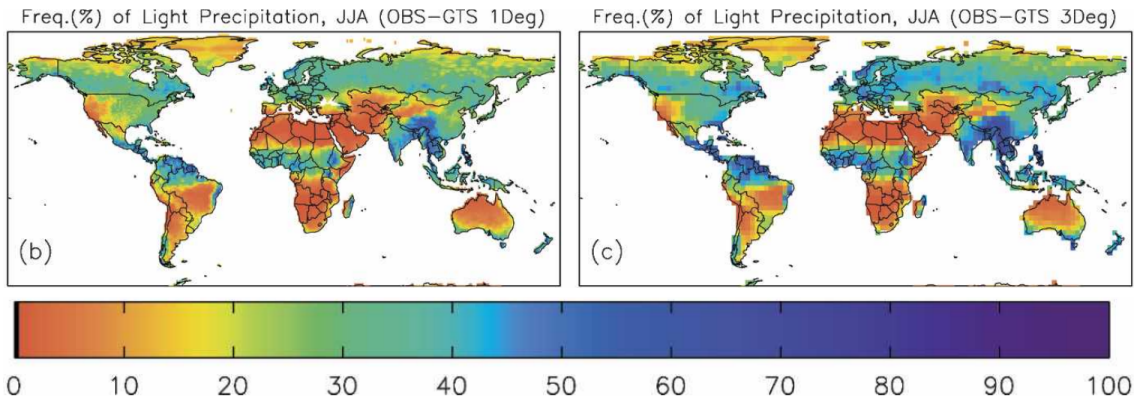 Freq.(%) of Light Precipitation, JJA (OBS-GTS 1Deg)
Freq.(%) of Light Precipitation, JJA (OBS-GTS 3Deg)
(b)
(c)
0 10 20 30 40 50 60 70 80 90 100